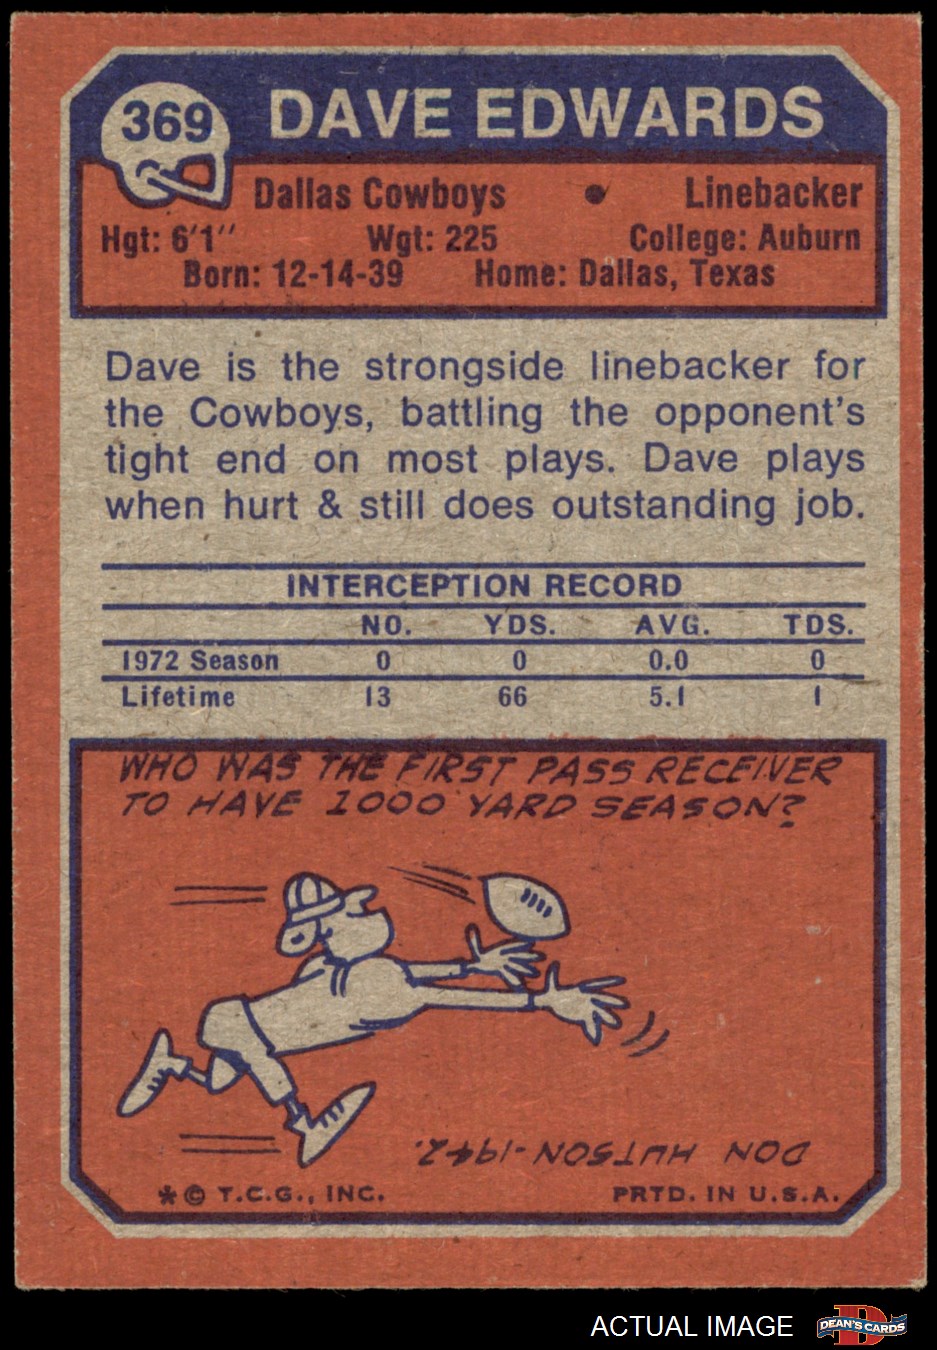 369 DAVE EDWARDS
Dallas Cowboys • Linebacker
Hgt: 6'1" Wgt: 225 College: Auburn
Born: 12-14-39 Home: Dallas, Texas
Dave is the strongside linebacker for
the Cowboys, battling the opponent's
tight end on most plays. Dave plays
when hurt & still does outstanding job.
INTERCEPTION RECORD
NO. YDS. AVG. TDS.
1972 Season 0 0 0.0 0
Lifetime 13 66 5.1 1
WHO WAS THE FIRST PASS RECEIVER
TO HAVE 1000 YARD SEASON?
DON HUTSON-1942.
*© T.C.G., INC. PRTD. IN U.S.A.
ACTUAL IMAGE
D
DEAN'S CARDS